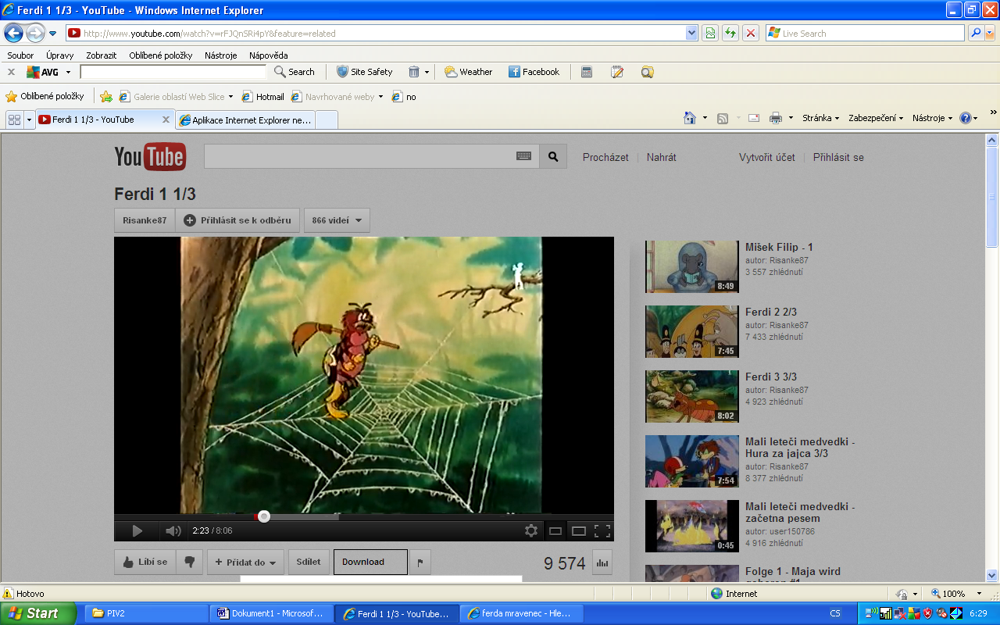 Ferdi 1 1/3 - YouTube - Windows Internet Explorer
http://www.youtube.com/watch?v=rFJQnSRi4pY&feature=related
Live Search
Soubor Úpravy Zobrazit Oblíbené položky Nástroje Nápověda
AVG Search Site Safety Weather Facebook
Oblíbené položky Galerie oblastí Web Slice Hotmail Navrhované weby no
Ferdi 1 1/3 - YouTube Aplikace Internet Explorer ne... Stránka Zabezpečení Nástroje
YouTube Procházet Nahrát Vytvořit účet Přihlásit se
Ferdi 1 1/3
Risanke87 Přihlásit se k odběru 866 videí
Mišek Filip - 1
autor: Risanke87
3 557 zhlédnutí
8:49
Ferdi 2 2/3
autor: Risanke87
7 433 zhlédnutí
7:45
Ferdi 3 3/3
autor: Risanke87
4 923 zhlédnutí
8:02
Mali leteči medvedki -
Hura za jajca 3/3
autor: Risanke87
8 377 zhlédnutí
7:54
Mali leteči medvedki -
začetna pesem
autor: user150786
4 916 zhlédnutí
0:45
Folge 1 - Maja wird
geboren #1
2:23 / 8:06
Líbí se Přidat do Sdílet Download 9 574
Hotovo Internet 100%
Start PIV2 Dokument1 - Microsof... Ferdi 1 1/3 - YouTube... ferda mravenec - Hle... CS 6:29